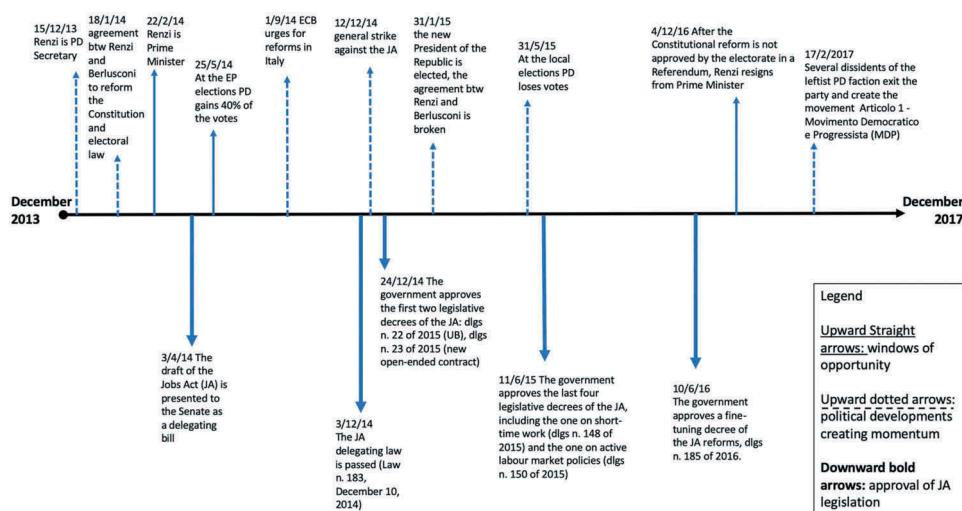 15/12/13
Renzi is PD
Secretary
18/1/14
agreement
btw Renzi
and
Berlusconi
to reform
the
Constitution
and
electoral
law
22/2/14
Renzi is
Prime
Minister
25/5/14
At the EP
elections PD
gains 40% of
the votes
1/9/14 ECB
urges for
reforms in
Italy
12/12/14
general strike
against the JA
31/1/15
the new
President of the
Republic is
elected, the
agreement btw
Renzi and
Berlusconi is
broken
31/5/15
At the local
elections PD
loses votes
4/12/16 After the
Constitutional reform is not
approved by the electorate in a
Referendum, Renzi resigns
from Prime Minister
17/2/2017
Several dissidents of the
leftist PD faction exit the
party and create the
movement Articolo 1 -
Movimento Democratico
e Progressista (MDP)
December
2013
December
2017
3/4/14 The
draft of the
Jobs Act (JA) is
presented to
the Senate as
a delegating
bill
3/12/14
The JA
delegating law
is passed (Law
n. 183,
December 10,
2014)
24/12/14 The
government approves
the first two legislative
decrees of the JA: dlgs
n. 22 of 2015 (UB), dlgs
n. 23 of 2015 (new
open-ended contract)
11/6/15 The government
approves the last four
legislative decrees of the JA,
including the one on short-
time work (dlgs n. 148 of
2015) and the one on active
labour market policies (dlgs
n. 150 of 2015)
10/6/16
The government
approves a fine-
tuning decree of
the JA reforms, dlgs
n. 185 of 2016.
Legend
Upward Straight
arrows: windows of
opportunity
Upward dotted arrows:
political developments
creating momentum
Downward bold
arrows: approval of JA
legislation